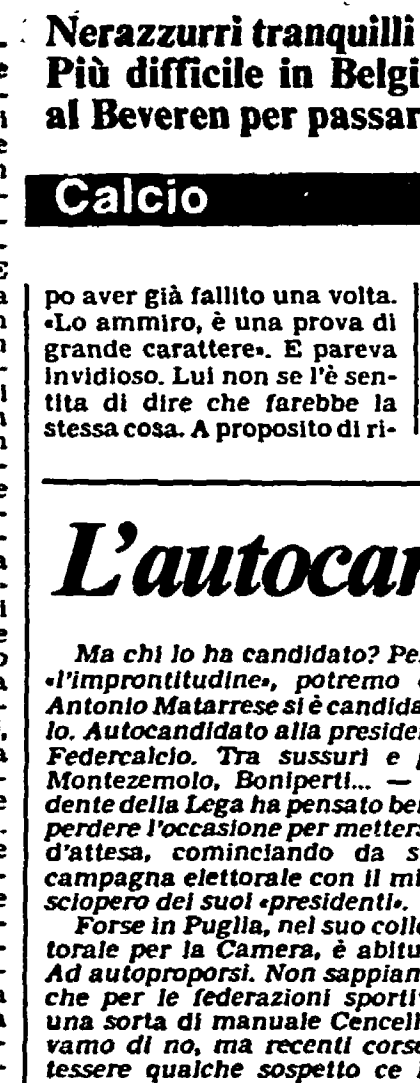 Nerazzurri tranquilli
Più difficile in Belgi
al Beveren per passar
Calcio
po aver già fallito una volta.
«Lo ammiro, è una prova di
grande carattere». E pareva
invidioso. Lui non se l'è sen-
tita di dire che farebbe la
stessa cosa. A proposito di ri-
L'autocar
Ma chi lo ha candidato? Pe
«l'improntitudine», potremo
Antonio Matarrese si è candida
lo. Autocandidato alla preside
Federcalcio. Tra sussuri e
Montezemolo, Boniperti... —
dente della Lega ha pensato be
perdere l'occasione per metters
d'attesa, cominciando da s
campagna elettorale con il mi
sciopero dei suoi «presidenti».
Forse in Puglia, nel suo colle
torale per la Camera, è abitu
Ad autoproporsi. Non sappian
che per le federazioni sporti
una sorta di manuale Cencell
vamo di no, ma recenti corse
tessere qualche sospetto ce